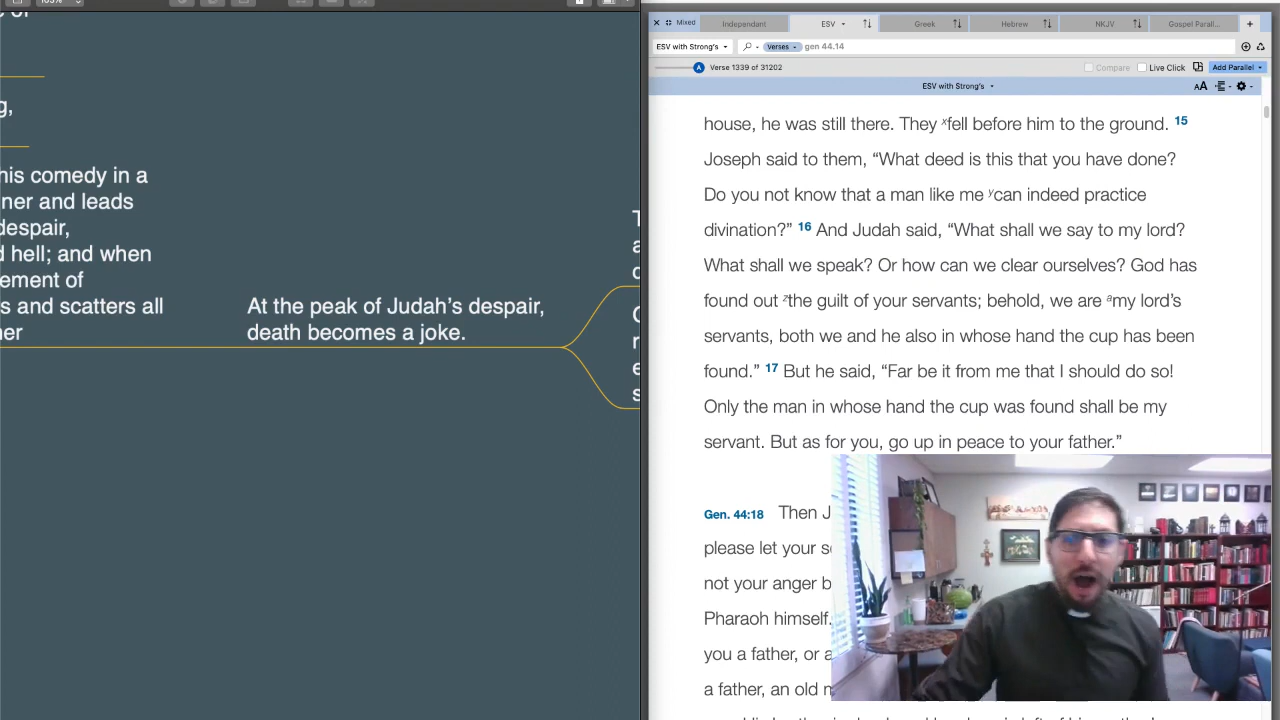 Mixed
Independant
ESV
Greek
Hebrew
NKJV
Gospel Parall...
+
ESV with Strong's
Verses
gen 44.14
A
Verse 1339 of 31202
Compare
Live Click
Add Parallel
ESV with Strong's
AA
house, he was still there. They xfell before him to the ground. 15
Joseph said to them, “What deed is this that you have done?
Do you not know that a man like me ycan indeed practice
divination?” 16 And Judah said, “What shall we say to my lord?
What shall we speak? Or how can we clear ourselves? God has
found out zthe guilt of your servants; behold, we are amy lord’s
servants, both we and he also in whose hand the cup has been
found.” 17 But he said, “Far be it from me that I should do so!
Only the man in whose hand the cup was found shall be my
servant. But as for you, go up in peace to your father.”
Gen. 44:18 Then J
please let your s
not your anger b
Pharaoh himself.
you a father, or a
a father, an old m
g,
his comedy in a
ner and leads
despair,
d hell; and when
ement of
s and scatters all
ner
At the peak of Judah’s despair,
death becomes a joke.